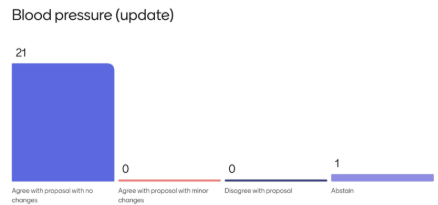 Blood pressure (update)
21
0
0
1
Agree with proposal with no
changes
Agree with proposal with minor
changes
Disagree with proposal
Abstain